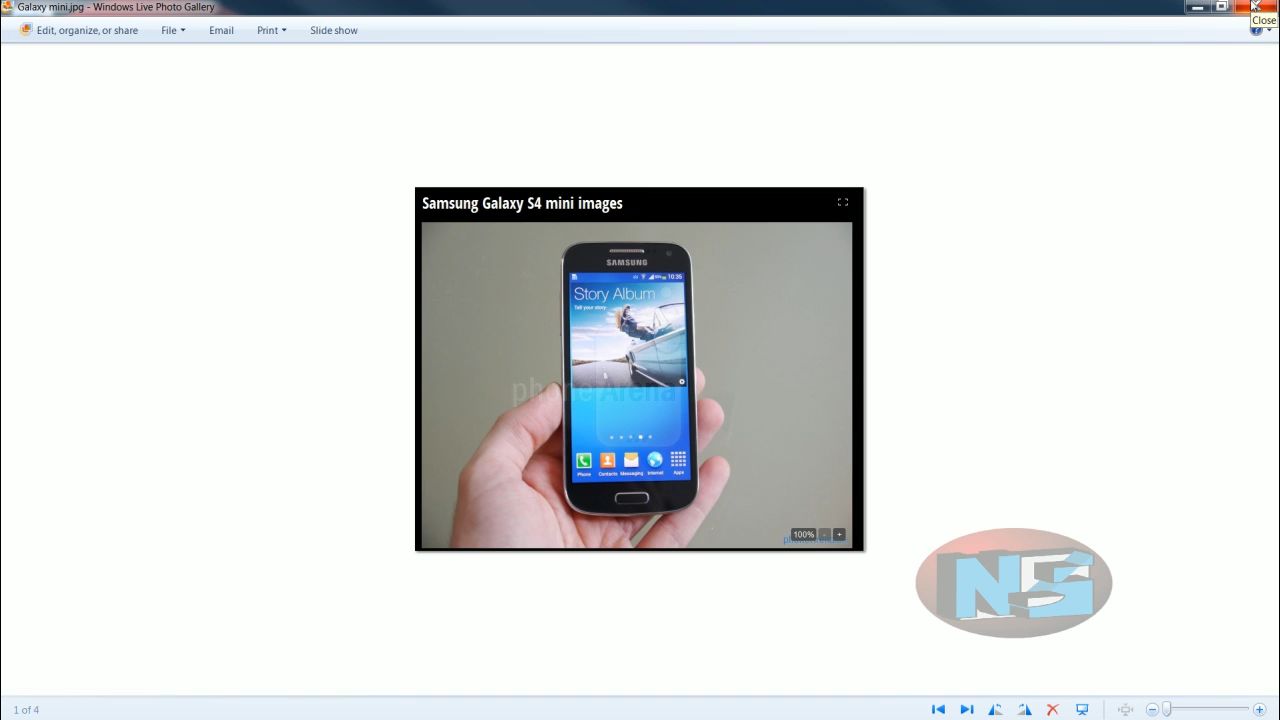 Galaxy mini.jpg - Windows Live Photo Gallery
Close
Edit, organize, or share File Email Print Slide show
Samsung Galaxy S4 mini images
SAMSUNG
10:35
Story Album
Tell your story
phoneArena
Phone Contacts Messaging Internet Apps
100% - +
NS
1 of 4